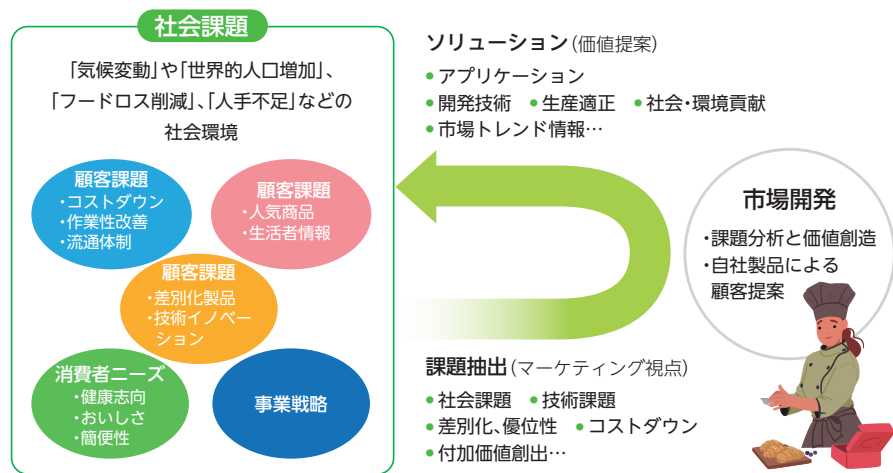 社会課題
「気候変動」や「世界的人口増加」、
「フードロス削減」、「人手不足」などの
社会環境
顧客課題
・コストダウン
・作業性改善
・流通体制
顧客課題
・人気商品
・生活者情報
顧客課題
・差別化製品
・技術イノベー
ション
消費者ニーズ
・健康志向
・おいしさ
・簡便性
事業戦略
ソリューション(価値提案)
●アプリケーション
●開発技術 ●生産適正 ●社会・環境貢献
●市場トレンド情報…
市場開発
・課題分析と価値創造
・自社製品による
顧客提案
課題抽出(マーケティング視点)
●社会課題 ●技術課題
●差別化、優位性 ●コストダウン
●付加価値創出…